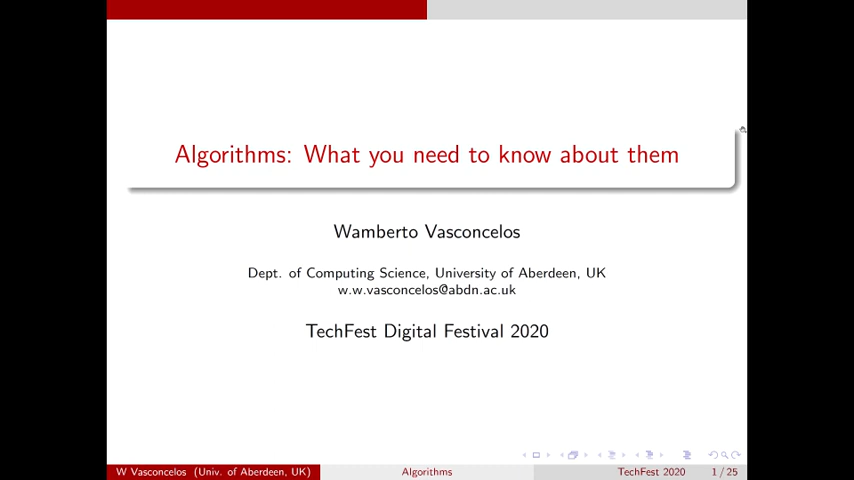 Algorithms: What you need to know about them
Wamberto Vasconcelos
Dept. of Computing Science, University of Aberdeen, UK
w.w.vasconcelos@abdn.ac.uk
TechFest Digital Festival 2020
W Vasconcelos (Univ. of Aberdeen, UK) Algorithms TechFest 2020 1 / 25